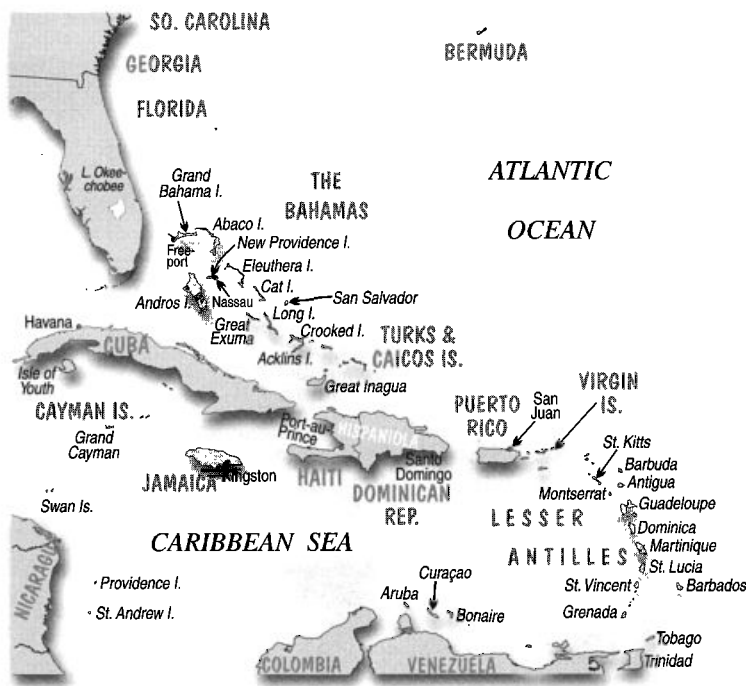 SO. CAROLINA
BERMUDA
GEORGIA
FLORIDA
L. Okee-
chobee
Grand
Bahama I.
THE
BAHAMAS
ATLANTIC
OCEAN
Abaco I.
New Providence I.
Free-
port
Eleuthera I.
Cat I.
Andros I.
Nassau
San Salvador
Long I.
Great
Exuma
Crooked I.
Acklins I.
TURKS &
CAICOS IS.
Havana
CUBA
Isle of
Youth
Great Inagua
CAYMAN IS.
Grand
Cayman
PUERTO
RICO
San
Juan
VIRGIN
IS.
Port-au-
Prince
HISPANIOLA
St. Kitts
Barbuda
Antigua
Montserrat
JAMAICA
Kingston
HAITI
Santo
Domingo
DOMINICAN
REP.
Swan Is.
Guadeloupe
LESSER
ANTILLES
Dominica
Martinique
St. Lucia
CARIBBEAN SEA
NICARAGUA
Providence I.
St. Andrew I.
Aruba
Curaçao
Bonaire
St. Vincent
Barbados
Grenada
Tobago
Trinidad
COLOMBIA
VENEZUELA